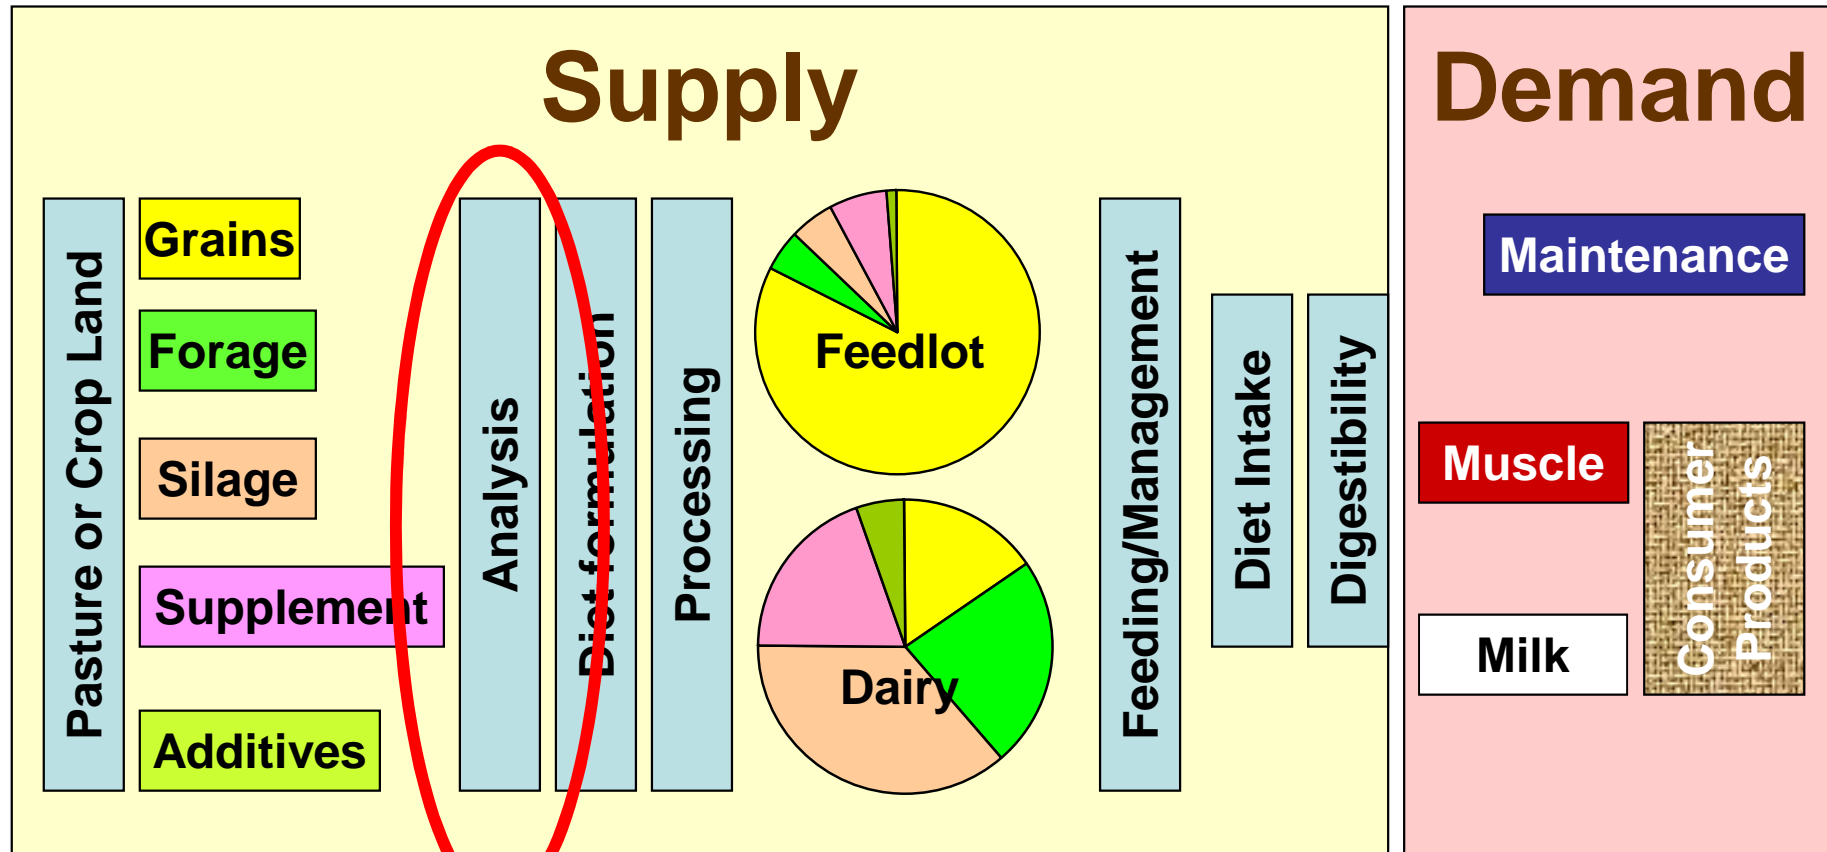 Supply
Demand
Pasture or Crop Land
Grains
Forage
Silage
Supplement
Additives
Analysis
Diet formulation
Processing
Feedlot
Dairy
Feeding/Management
Diet Intake
Digestibility
Maintenance
Muscle
Milk
Consumer
Products